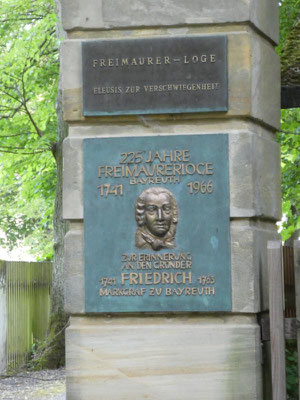 FREIMAURER–LOGE
ELEUSIS ZUR VERSCHWIEGENHEIT
225 JAHRE
FREIMAURERLOGE
BAYREUTH
1741 1966
ZUR ERINNERUNG
AN DEN GRÜNDER
1741 FRIEDRICH 1763
MARKGRAF ZU BAYREUTH